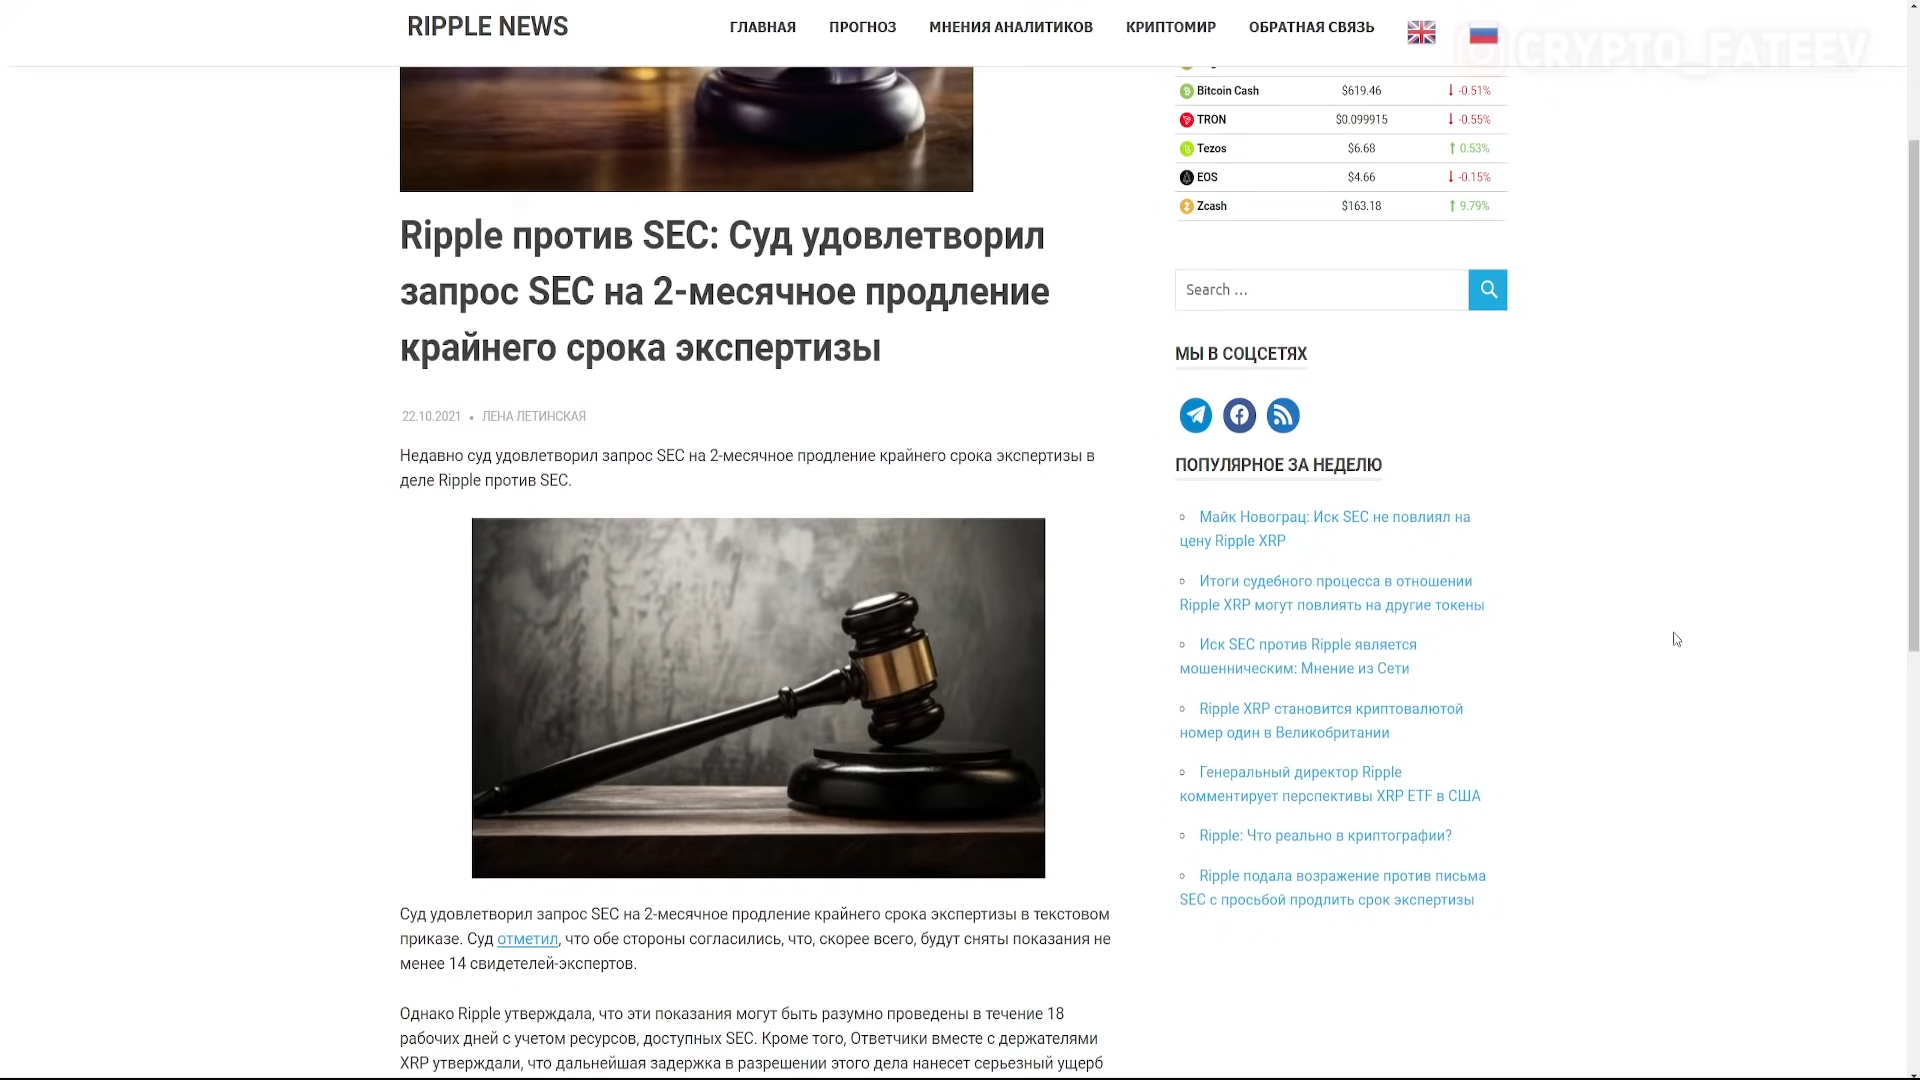 RIPPLE NEWS
ГЛАВНАЯ ПРОГНОЗ МНЕНИЯ АНАЛИТИКОВ КРИПТОМИР ОБРАТНАЯ СВЯЗЬ
CRYPTO_FATEEV
Bitcoin Cash $619.46 -0.51%
TRON $0.099915 -0.55%
Tezos $6.68 0.53%
EOS $4.66 -0.15%
Zcash $163.18 9.79%
Ripple против SEC: Суд удовлетворил
запрос SEC на 2-месячное продление
крайнего срока экспертизы
22.10.2021 • ЛЕНА ЛЕТИНСКАЯ
Недавно суд удовлетворил запрос SEC на 2-месячное продление крайнего срока экспертизы в
деле Ripple против SEC.
Суд удовлетворил запрос SEC на 2-месячное продление крайнего срока экспертизы в текстовом
приказе. Суд отметил, что обе стороны согласились, что, скорее всего, будут сняты показания не
менее 14 свидетелей-экспертов.
Однако Ripple утверждала, что эти показания могут быть разумно проведены в течение 18
рабочих дней с учетом ресурсов, доступных SEC. Кроме того, Ответчики вместе с держателями
XRP утверждали, что дальнейшая задержка в разрешении этого дела нанесет серьезный ущерб
Search ...
МЫ В СОЦСЕТЯХ
ПОПУЛЯРНОЕ ЗА НЕДЕЛЮ
Майк Новограц: Иск SEC не повлиял на
цену Ripple XRP
Итоги судебного процесса в отношении
Ripple XRP могут повлиять на другие токены
Иск SEC против Ripple является
мошенническим: Мнение из Сети
Ripple XRP становится криптовалютой
номер один в Великобритании
Генеральный директор Ripple
комментирует перспективы XRP ETF в США
Ripple: Что реально в криптографии?
Ripple подала возражение против письма
SEC с просьбой продлить срок экспертизы